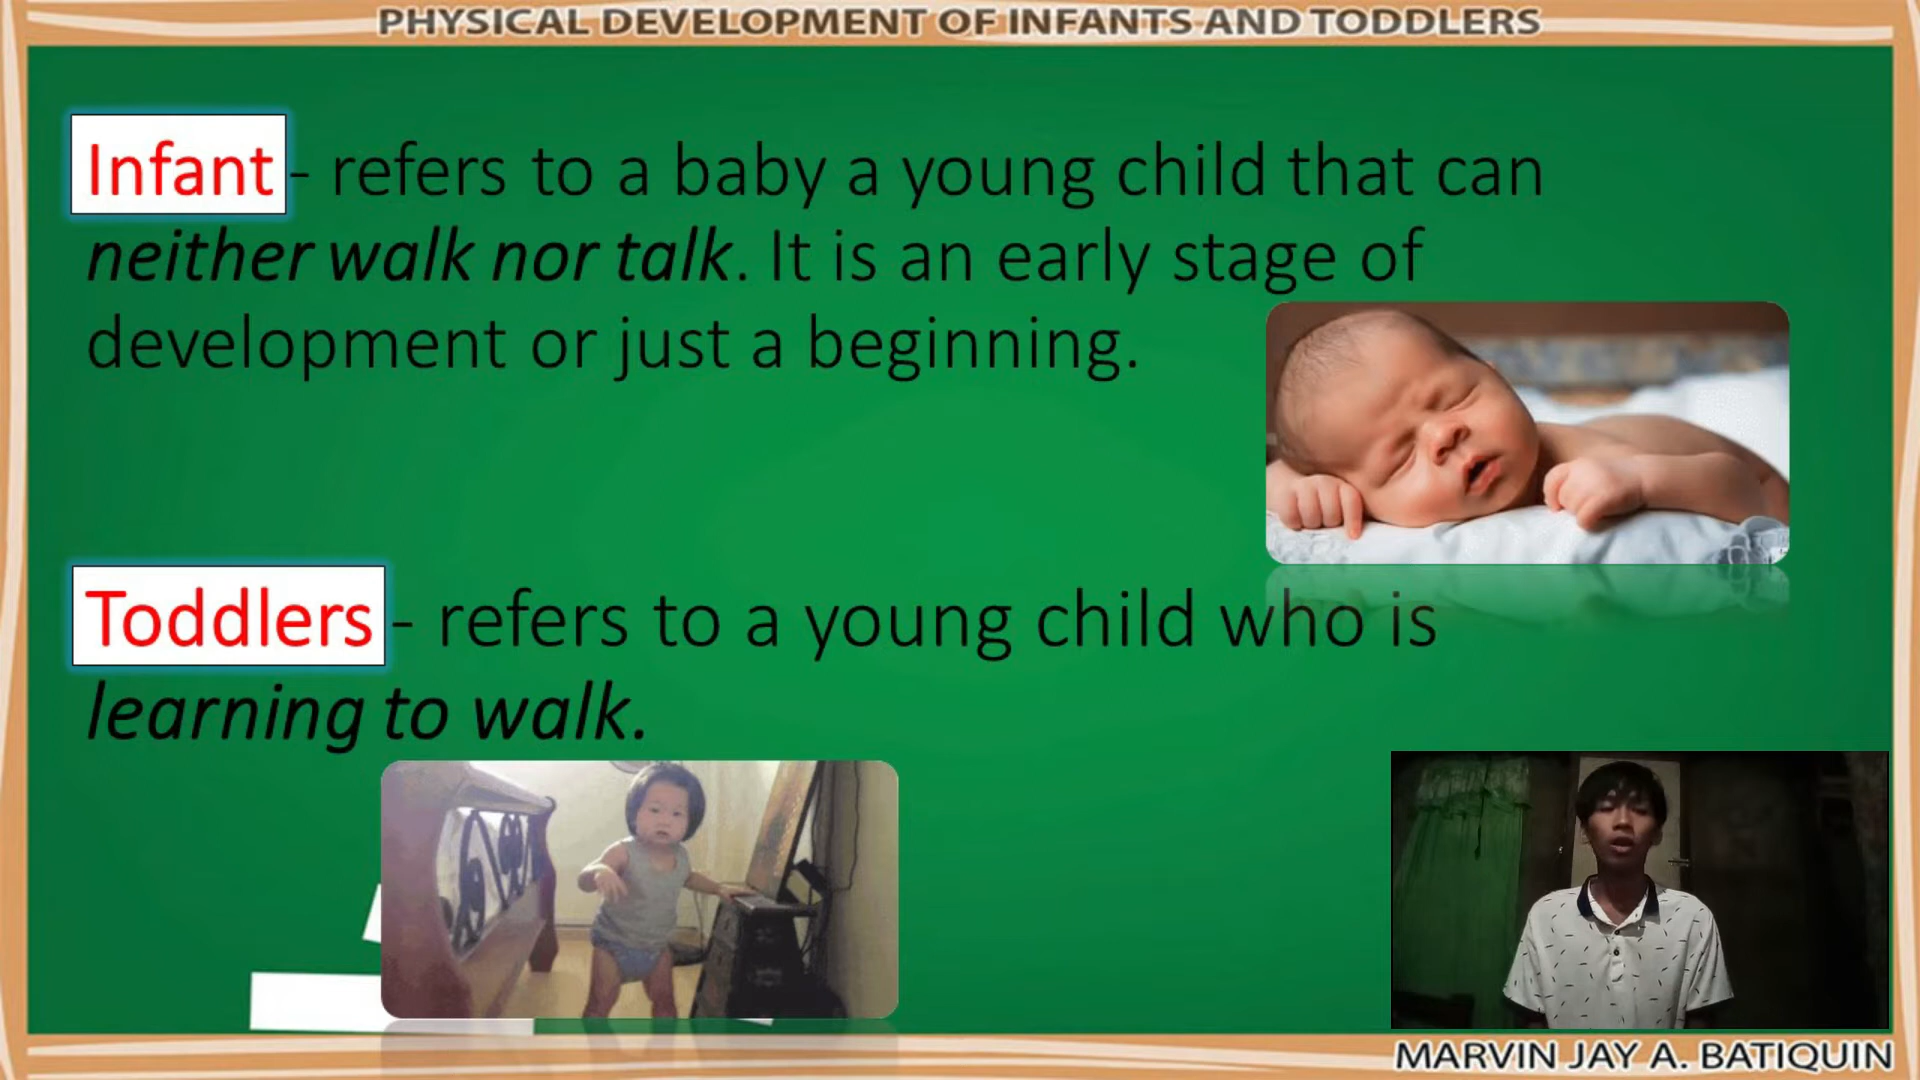 PHYSICAL DEVELOPMENT OF INFANTS AND TODDLERS
Infant - refers to a baby a young child that can
neither walk nor talk. It is an early stage of
development or just a beginning.
Toddlers - refers to a young child who is
learning to walk.
MARVIN JAY A. BATIQUIN